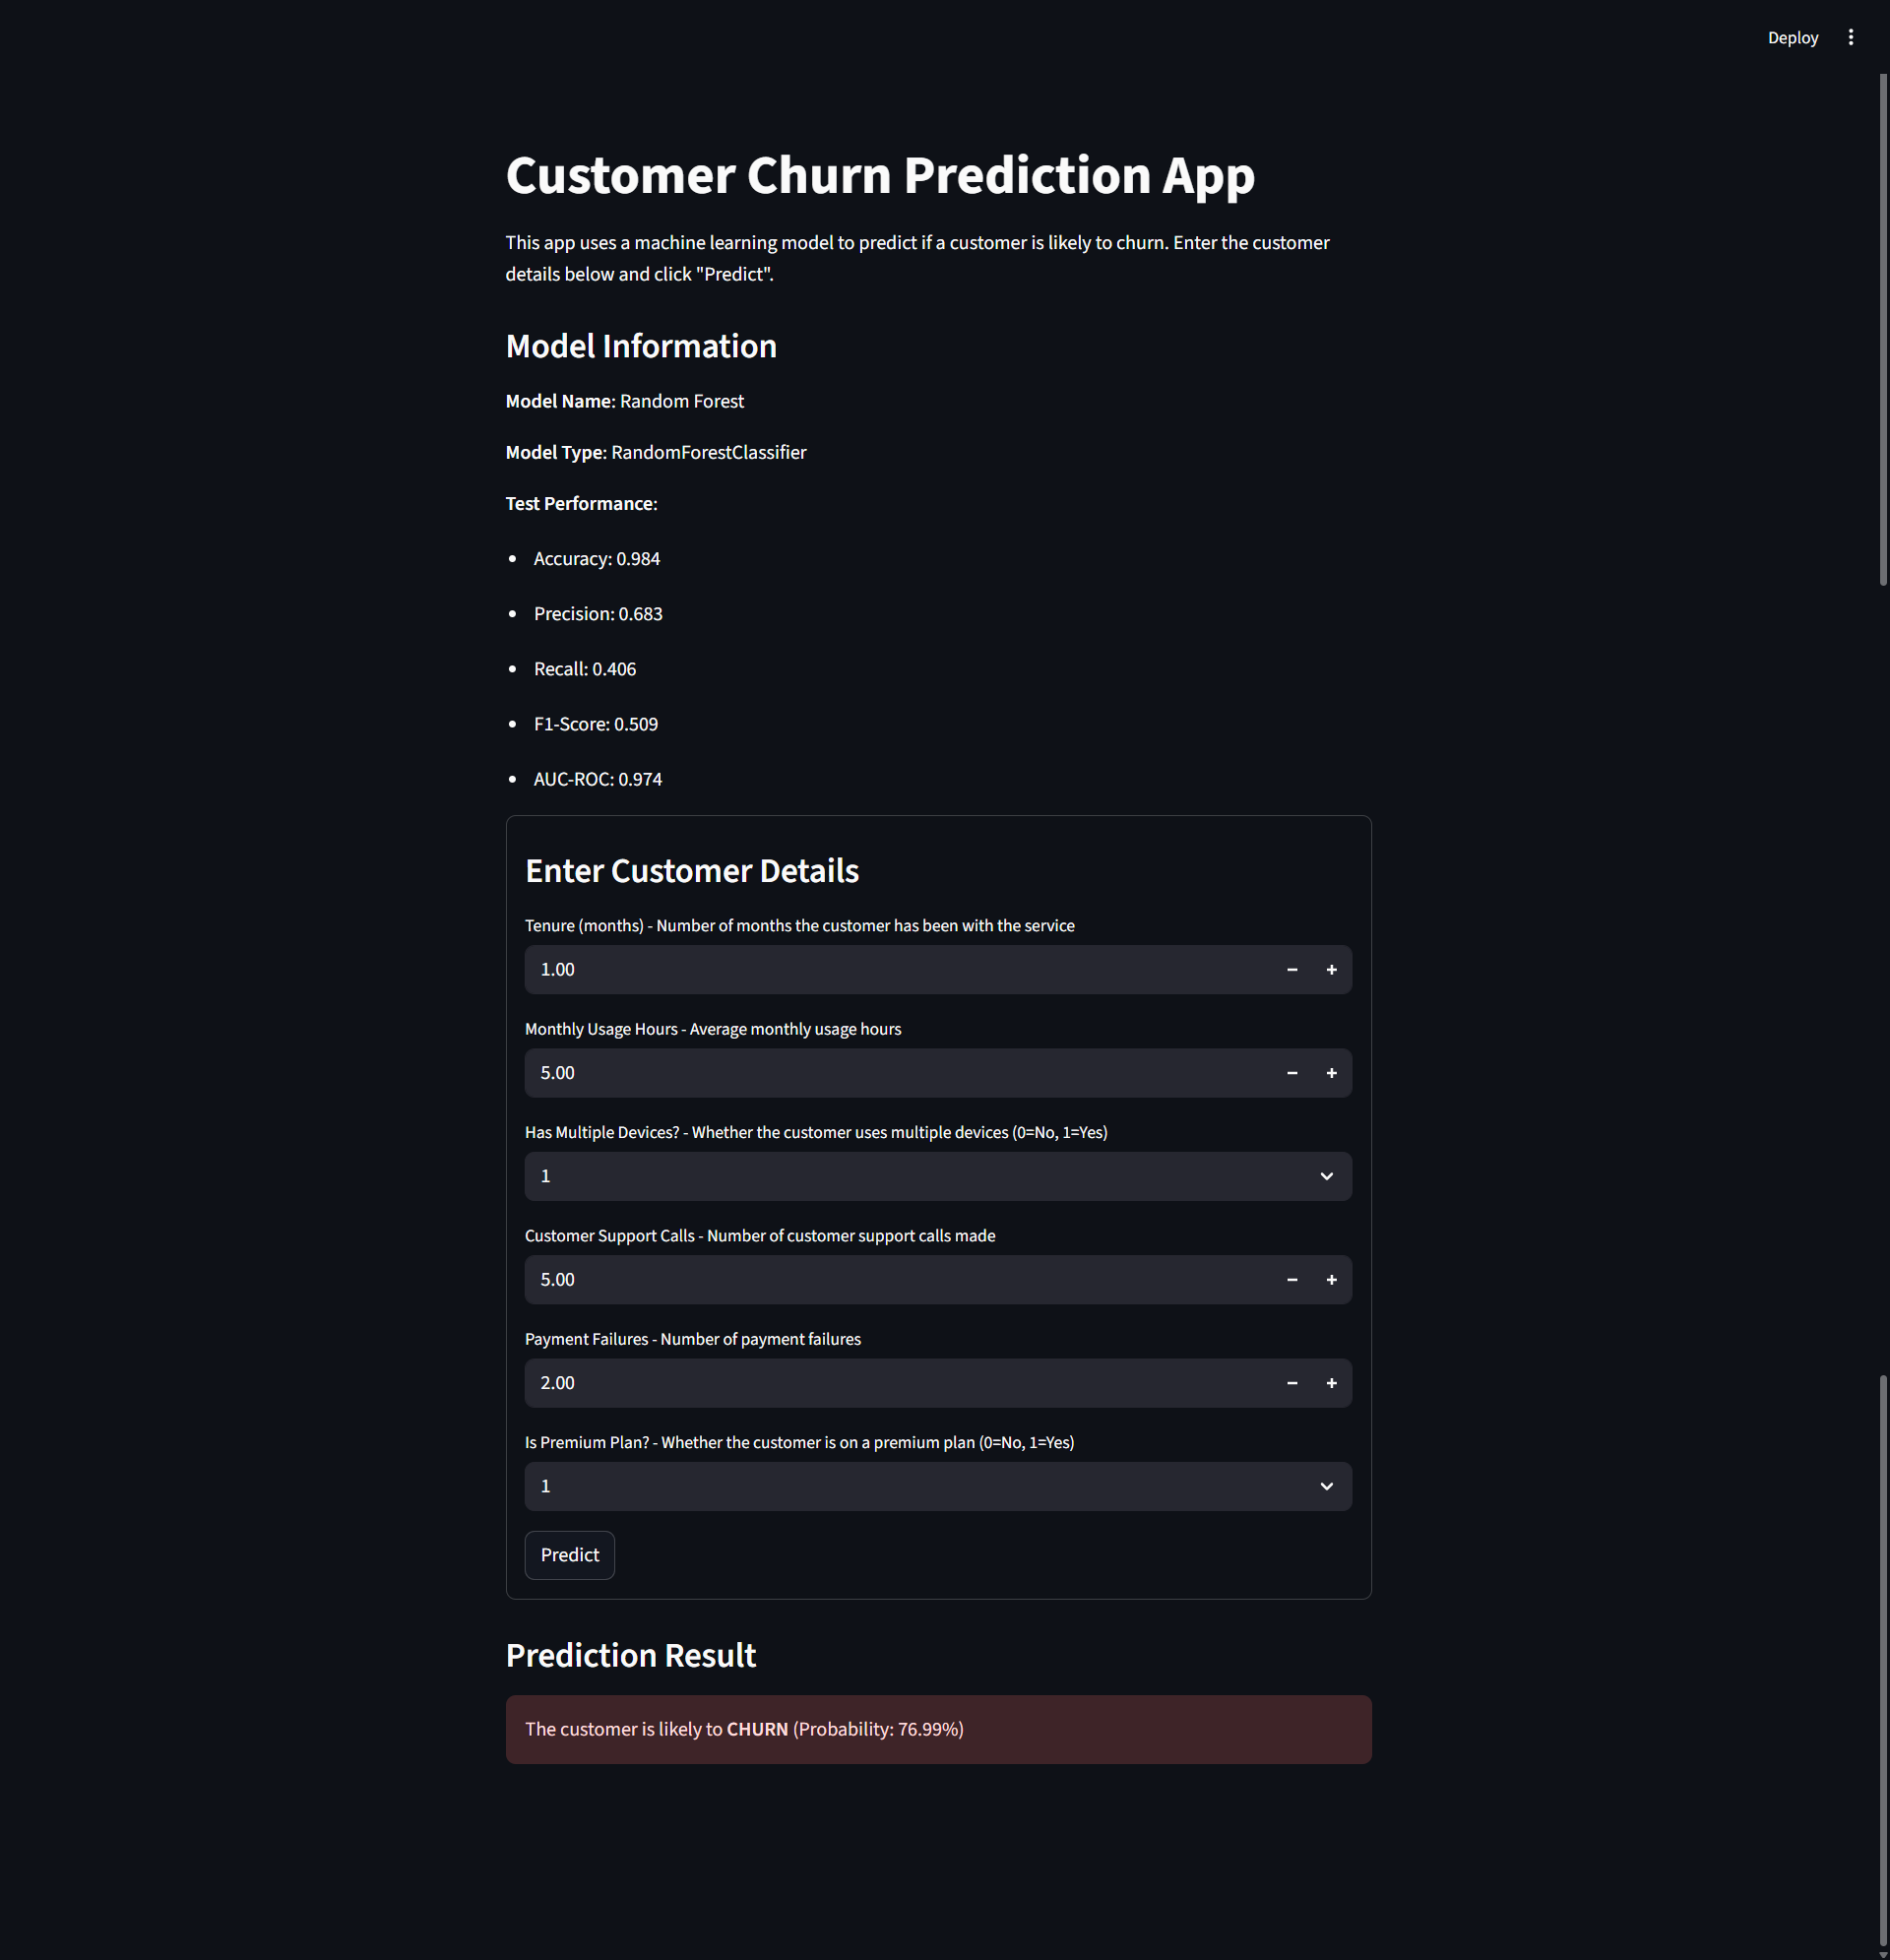 Deploy
Customer Churn Prediction App
This app uses a machine learning model to predict if a customer is likely to churn. Enter the customer
details below and click "Predict".
Model Information
Model Name: Random Forest
Model Type: RandomForestClassifier
Test Performance:
Accuracy: 0.984
Precision: 0.683
Recall: 0.406
F1-Score: 0.509
AUC-ROC: 0.974
Enter Customer Details
Tenure (months) - Number of months the customer has been with the service
1.00
Monthly Usage Hours - Average monthly usage hours
5.00
Has Multiple Devices? - Whether the customer uses multiple devices (0=No, 1=Yes)
1
Customer Support Calls - Number of customer support calls made
5.00
Payment Failures - Number of payment failures
2.00
Is Premium Plan? - Whether the customer is on a premium plan (0=No, 1=Yes)
1
Predict
Prediction Result
The customer is likely to CHURN (Probability: 76.99%)